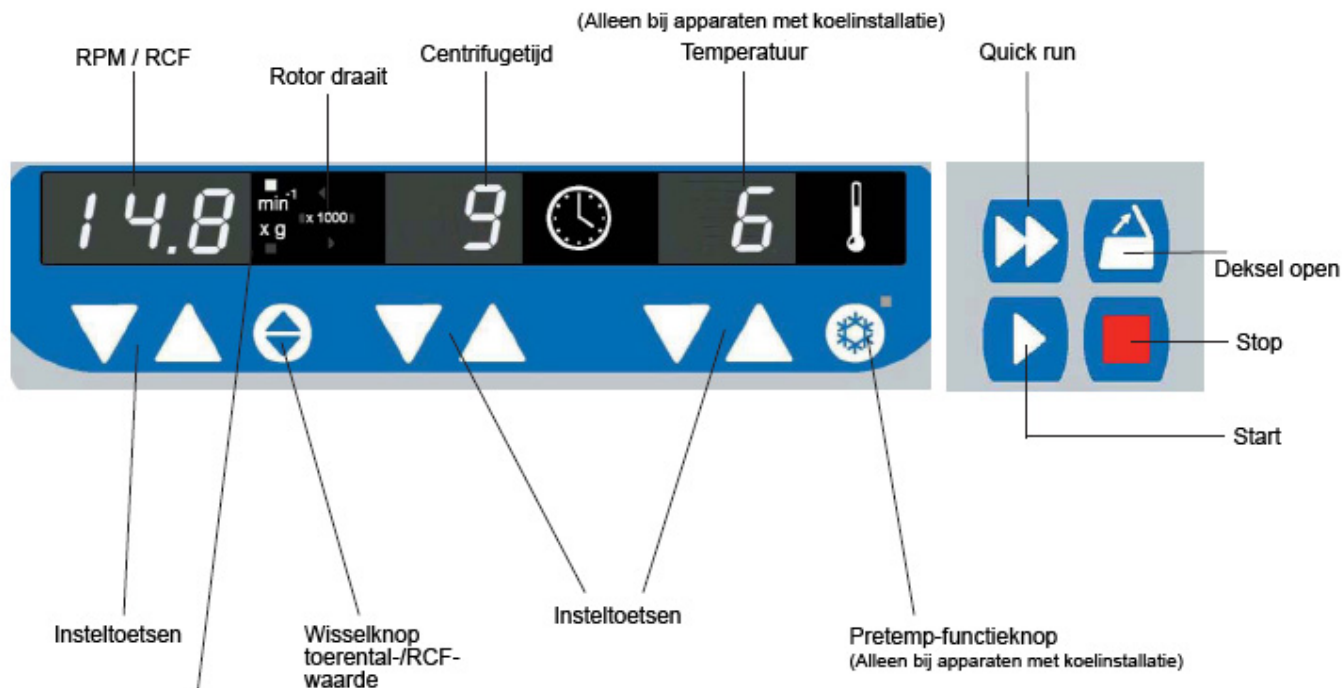 (Alleen bij apparaten met koelinstallatie)
RPM / RCF
Rotor draait
Centrifugetijd
Temperatuur
Quick run
14.8
min-1
x 1000
x g
9
6
Deksel open
Stop
Start
Insteltoetsen
Wisselknop
toerental-/RCF-
waarde
Insteltoetsen
Pretemp-functieknop
(Alleen bij apparaten met koelinstallatie)